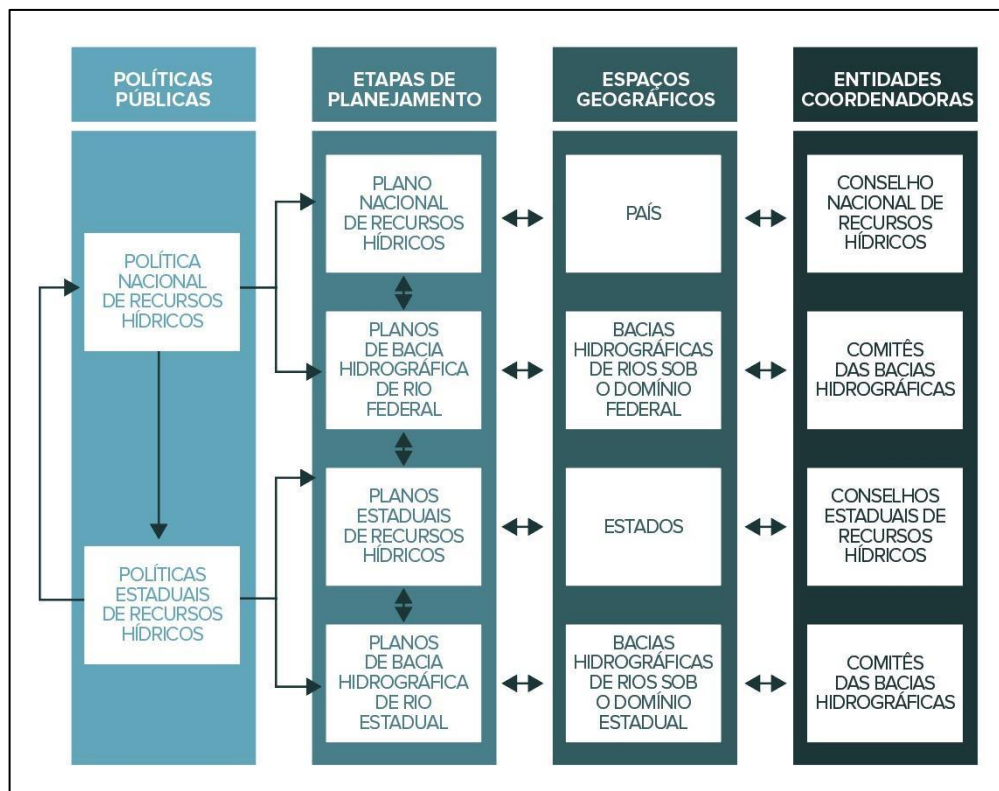 POLÍTICAS
PÚBLICAS
ETAPAS DE
PLANEJAMENTO
ESPAÇOS
GEOGRÁFICOS
ENTIDADES
COORDENADORAS
POLÍTICA
NACIONAL
DE RECURSOS
HÍDRICOS
POLÍTICAS
ESTADUAIS
DE RECURSOS
HÍDRICOS
PLANO
NACIONAL
DE RECURSOS
HÍDRICOS
PAÍS
CONSELHO
NACIONAL DE
RECURSOS
HÍDRICOS
PLANOS
DE BACIA
HIDROGRÁFICA
DE RIO
FEDERAL
BACIAS
HIDROGRÁFICAS
DE RIOS SOB
O DOMÍNIO
FEDERAL
COMITÊS
DAS BACIAS
HIDROGRÁFICAS
PLANOS
ESTADUAIS
DE RECURSOS
HÍDRICOS
ESTADOS
CONSELHOS
ESTADUAIS DE
RECURSOS
HÍDRICOS
PLANOS
DE BACIA
HIDROGRÁFICA
DE RIO
ESTADUAL
BACIAS
HIDROGRÁFICAS
DE RIOS SOB
O DOMÍNIO
ESTADUAL
COMITÊS
DAS BACIAS
HIDROGRÁFICAS